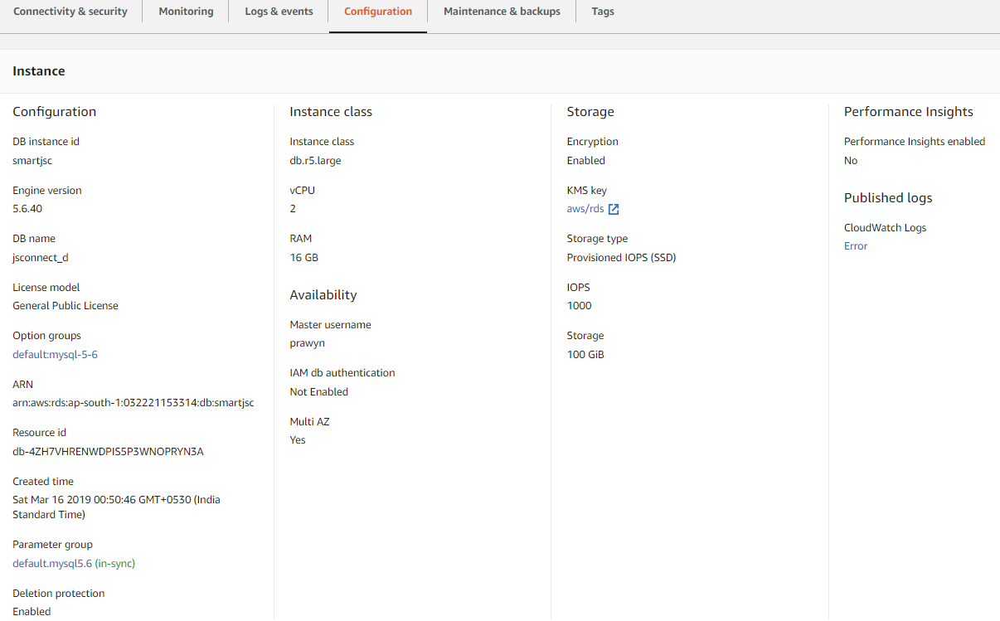 Connectivity & security
Monitoring
Logs & events
Configuration
Maintenance & backups
Tags
Instance
Configuration
DB instance id
smartjsc
Engine version
5.6.40
DB name
jsconnect_d
License model
General Public License
Option groups
default:mysql-5-6
ARN
arn:aws:rds:ap-south-1:032221153314:db:smartjsc
Resource id
db-4ZH7VHRENWDPIS5P3WNOPRYN3A
Created time
Sat Mar 16 2019 00:50:46 GMT+0530 (India
Standard Time)
Parameter group
default.mysql5.6 (in-sync)
Deletion protection
Enabled
Instance class
Instance class
db.r5.large
vCPU
2
RAM
16 GB
Availability
Master username
prawyn
IAM db authentication
Not Enabled
Multi AZ
Yes
Storage
Encryption
Enabled
KMS key
aws/rds
Storage type
Provisioned IOPS (SSD)
IOPS
1000
Storage
100 GiB
Performance Insights
Performance Insights enabled
No
Published logs
CloudWatch Logs
Error